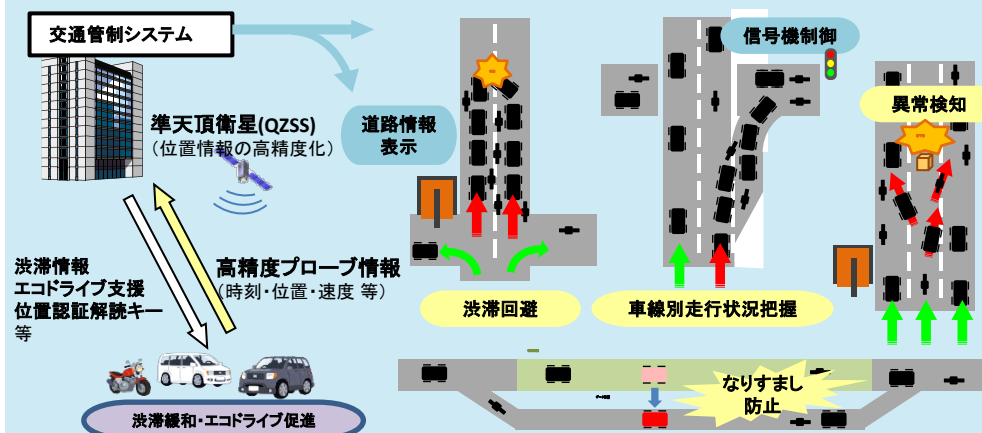 交通管制システム
準天頂衛星(QZSS)
(位置情報の高精度化)
道路情報
表示
信号機制御
異常検知
渋滞情報
エコドライブ支援
位置認証解読キー
等
高精度プローブ情報
(時刻・位置・速度 等)
渋滞回避
車線別走行状況把握
なりすまし
防止
渋滞緩和・エコドライブ促進